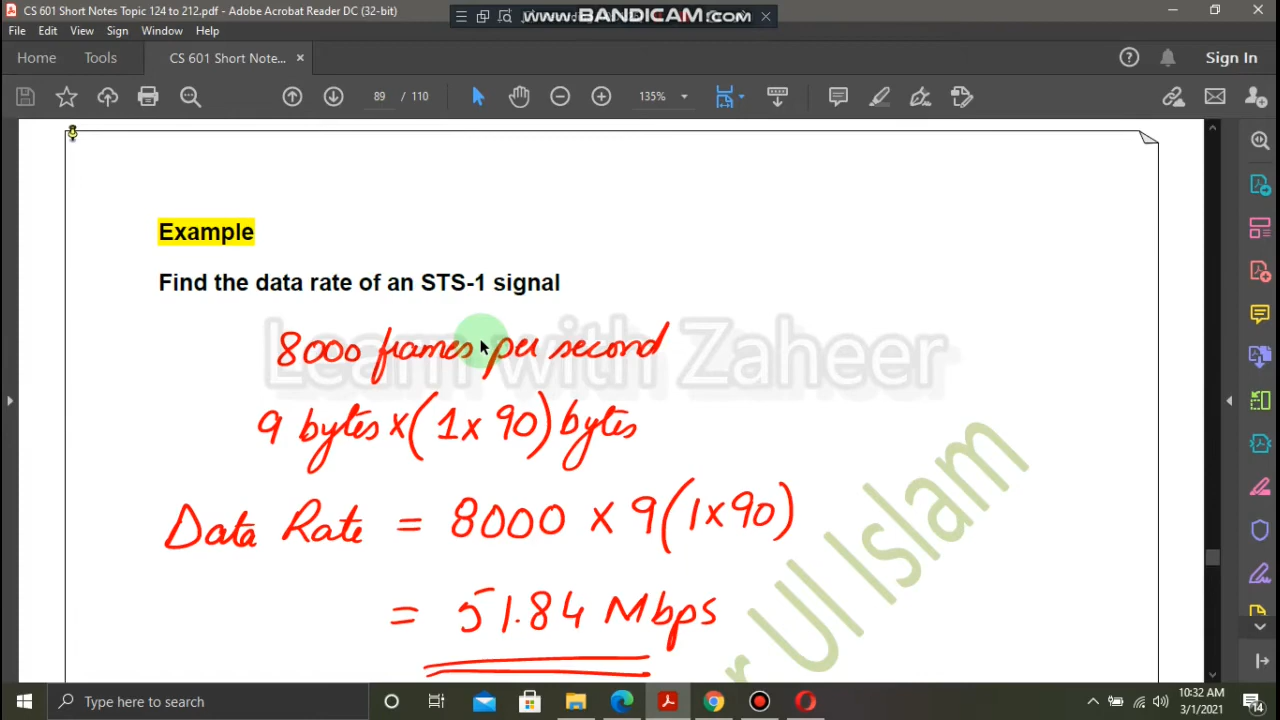 CS 601 Short Notes Topic 124 to 212.pdf - Adobe Acrobat Reader DC (32-bit)
www.BANDICAM.com
File Edit View Sign Window Help
Home Tools CS 601 Short Note... × Sign In
89 / 110 135%
Example
Find the data rate of an STS-1 signal
Learn with Zaheer
8000 frames per second
9 bytes × (1 × 90) bytes
Data Rate = 8000 × 9 (1×90)
= 51.84 Mbps
r Ul Islam
Type here to search
10:32 AM
3/1/2021
14